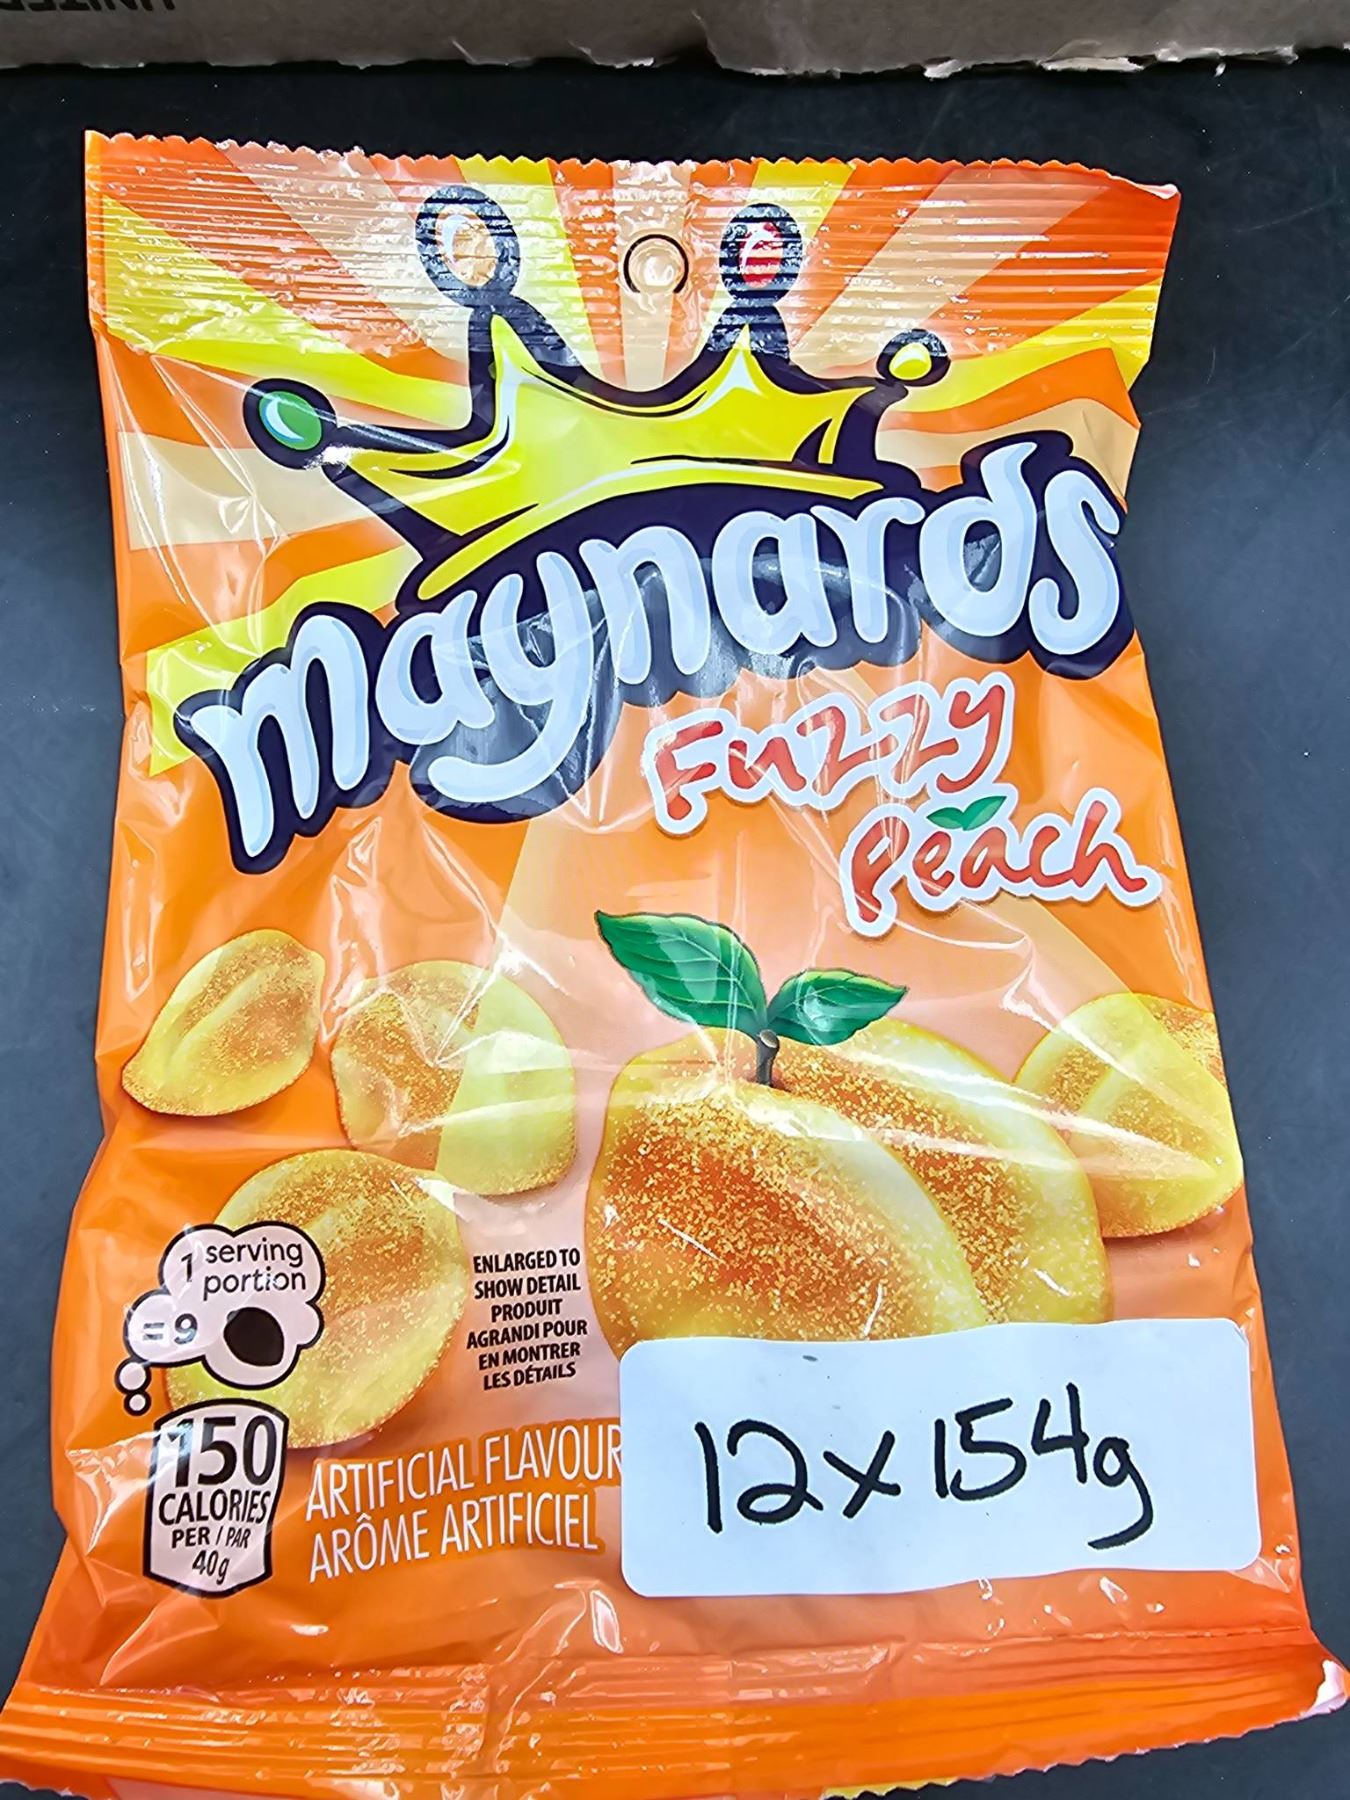 maynards
Fuzzy
Peach
1 serving
portion
= 9
ENLARGED TO
SHOW DETAIL
PRODUIT
AGRANDI POUR
EN MONTRER
LES DÉTAILS
150
CALORIES
PER / PAR
40g
ARTIFICIAL FLAVOUR
ARÔME ARTIFICIEL
12x154g